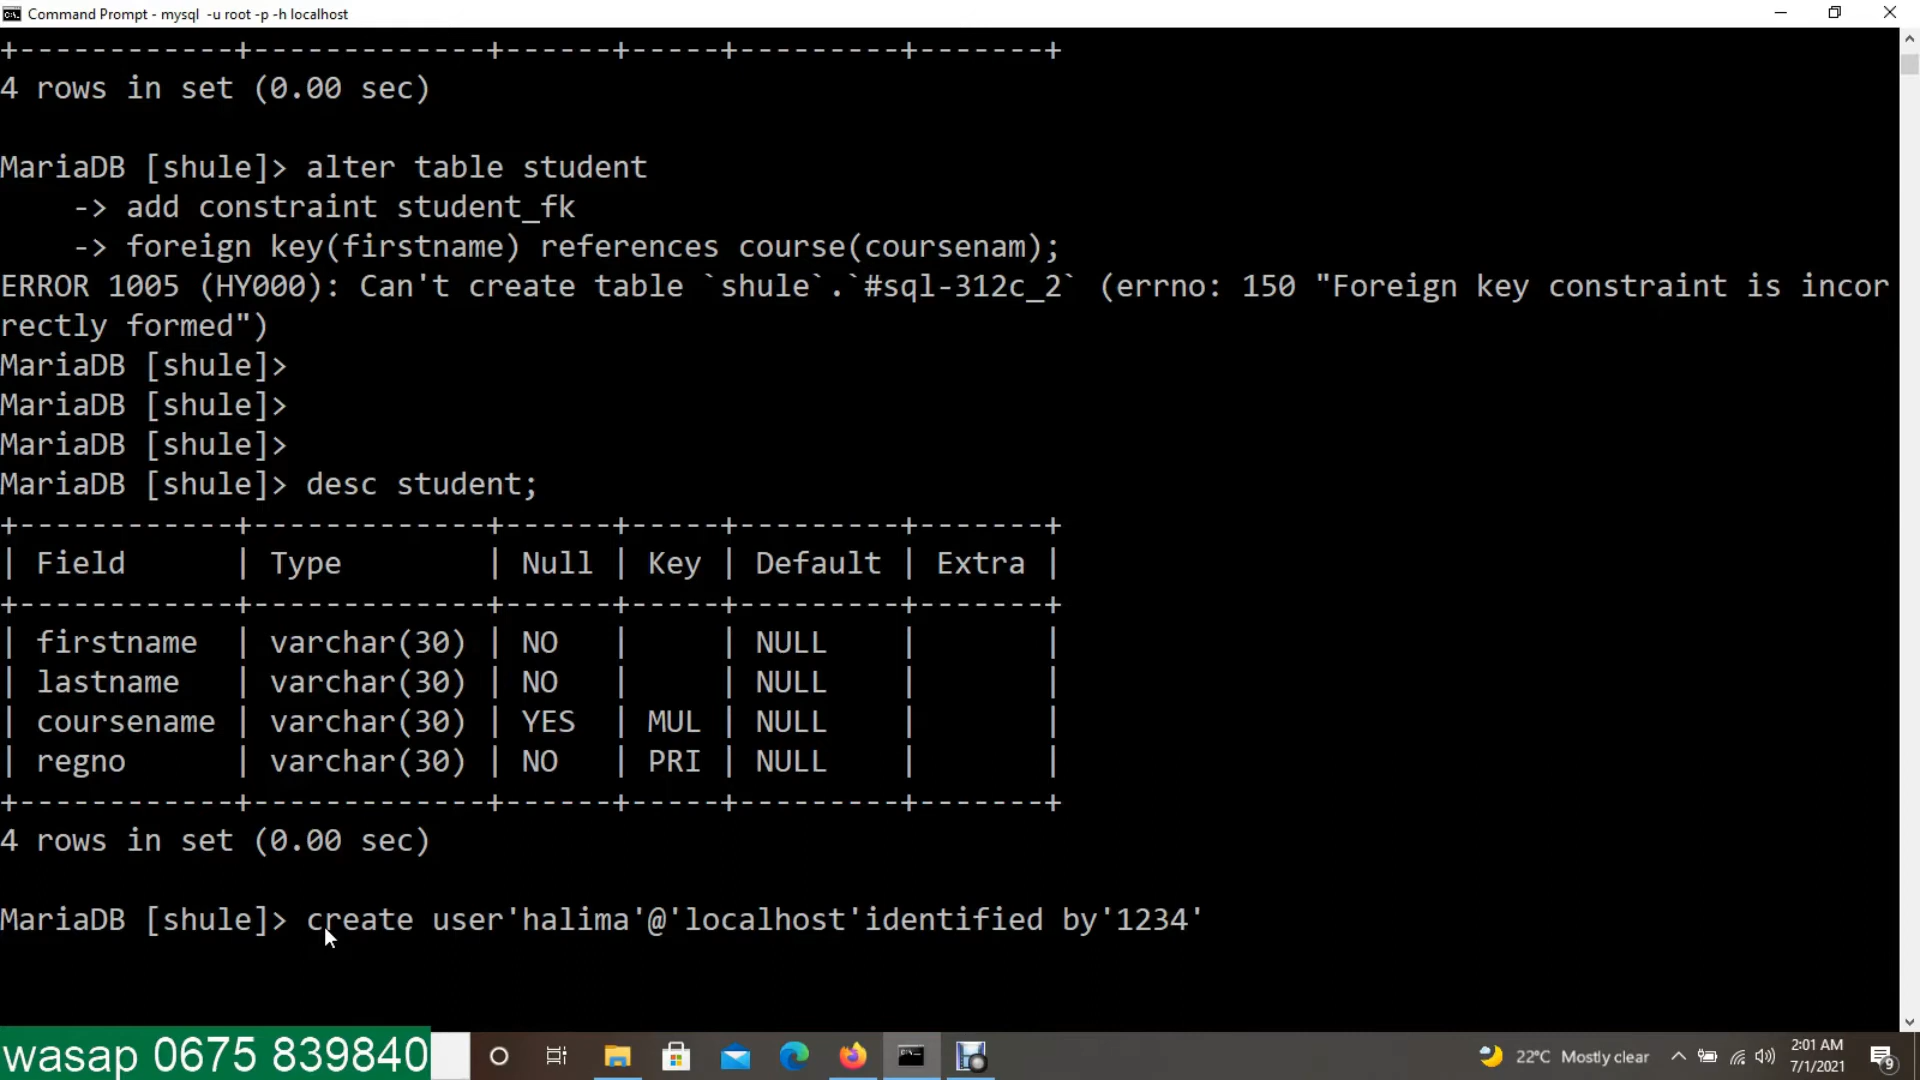 Command Prompt - mysql  -u root -p -h localhost
+------------+-------------+------+-----+---------+-------+
4 rows in set (0.00 sec)
MariaDB [shule]> alter table student
    -> add constraint student_fk
    -> foreign key(firstname) references course(coursenam);
ERROR 1005 (HY000): Can't create table `shule`.`#sql-312c_2` (errno: 150 "Foreign key constraint is incor
rectly formed")
MariaDB [shule]>
MariaDB [shule]>
MariaDB [shule]>
MariaDB [shule]> desc student;
+------------+-------------+------+-----+---------+-------+
| Field      | Type        | Null | Key | Default | Extra |
+------------+-------------+------+-----+---------+-------+
| firstname  | varchar(30) | NO   |     | NULL    |       |
| lastname   | varchar(30) | NO   |     | NULL    |       |
| coursename | varchar(30) | YES  | MUL | NULL    |       |
| regno      | varchar(30) | NO   | PRI | NULL    |       |
+------------+-------------+------+-----+---------+-------+
4 rows in set (0.00 sec)
MariaDB [shule]> create user'halima'@'localhost'identified by'1234'
wasap 0675 839840
22°C Mostly clear
2:01 AM
7/1/2021
9